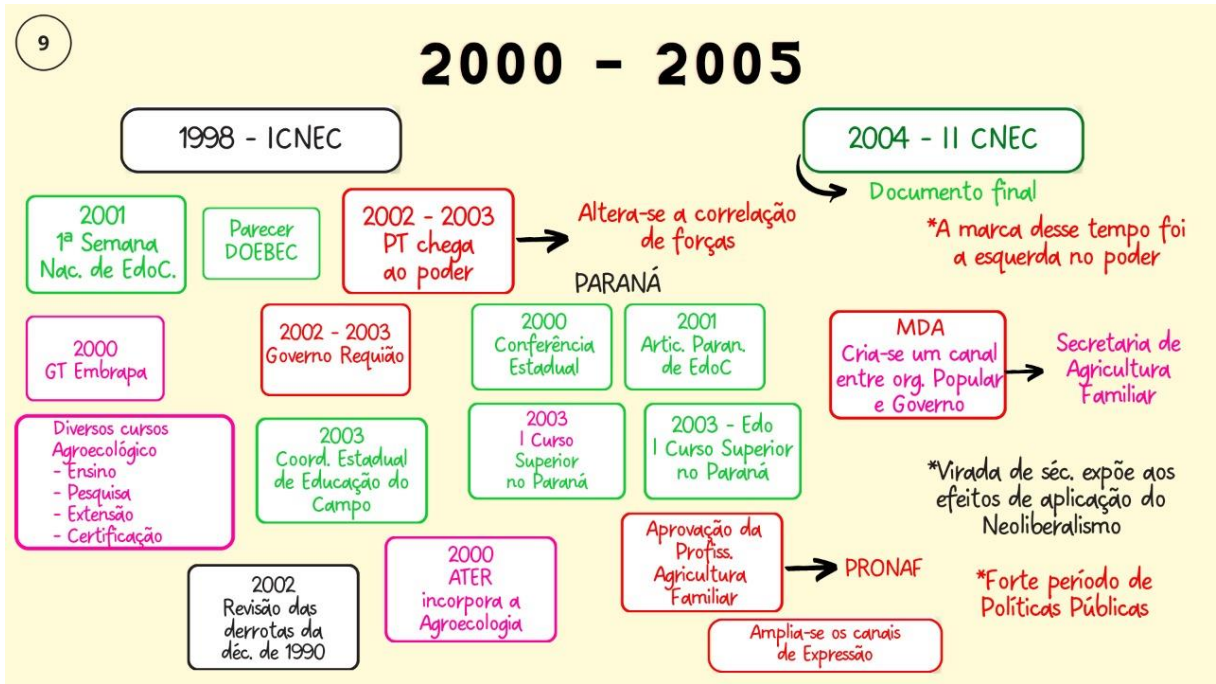 9
2000 - 2005
1998 - ICNEC
2004 - II CNEC
Documento final
*A marca desse tempo foi
a esquerda no poder
2001
1ª Semana
Nac. de EdoC.
Parecer
DOEBEC
2002 - 2003
PT chega
ao poder
Altera-se a correlação
de forças
PARANÁ
2000
GT Embrapa
2002 - 2003
Governo Requião
2000
Conferência
Estadual
2001
Artic. Paran.
de EdoC
MDA
Cria-se um canal
entre org. Popular
e Governo
Secretaria de
Agricultura
Familiar
Diversos cursos
Agroecológico
- Ensino
- Pesquisa
- Extensão
- Certificação
2003
Coord. Estadual
de Educação do
Campo
2003
I Curso
Superior
no Paraná
2003 - Edo
I Curso Superior
no Paraná
*Virada de séc. expõe aos
efeitos de aplicação do
Neoliberalismo
2002
Revisão das
derrotas da
déc. de 1990
2000
ATER
incorpora a
Agroecologia
Aprovação da
Profiss.
Agricultura
Familiar
PRONAF
*Forte período de
Políticas Públicas
Amplia-se os canais
de Expressão